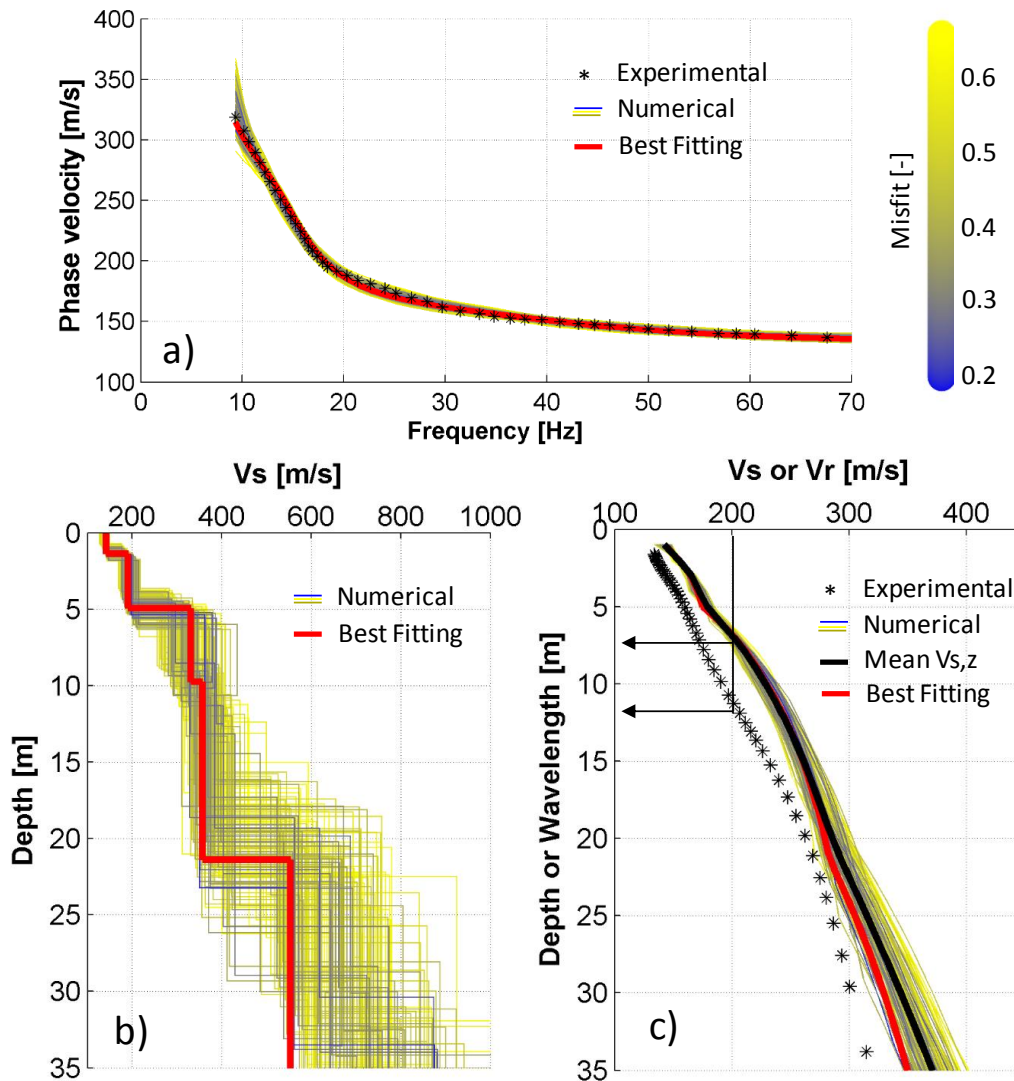 400
350
300
250
200
150
100
Phase velocity [m/s]
0 10 20 30 40 50 60 70
Frequency [Hz]
Experimental
Numerical
Best Fitting
a)
Misfit [-]
0.6
0.5
0.4
0.3
0.2
Vs [m/s]
200 400 600 800 1000
0
5
10
15
20
25
30
35
Depth [m]
Numerical
Best Fitting
b)
Vs or Vr [m/s]
100 200 300 400
0
5
10
15
20
25
30
35
Depth or Wavelength [m]
Experimental
Numerical
Mean Vs,z
Best Fitting
c)